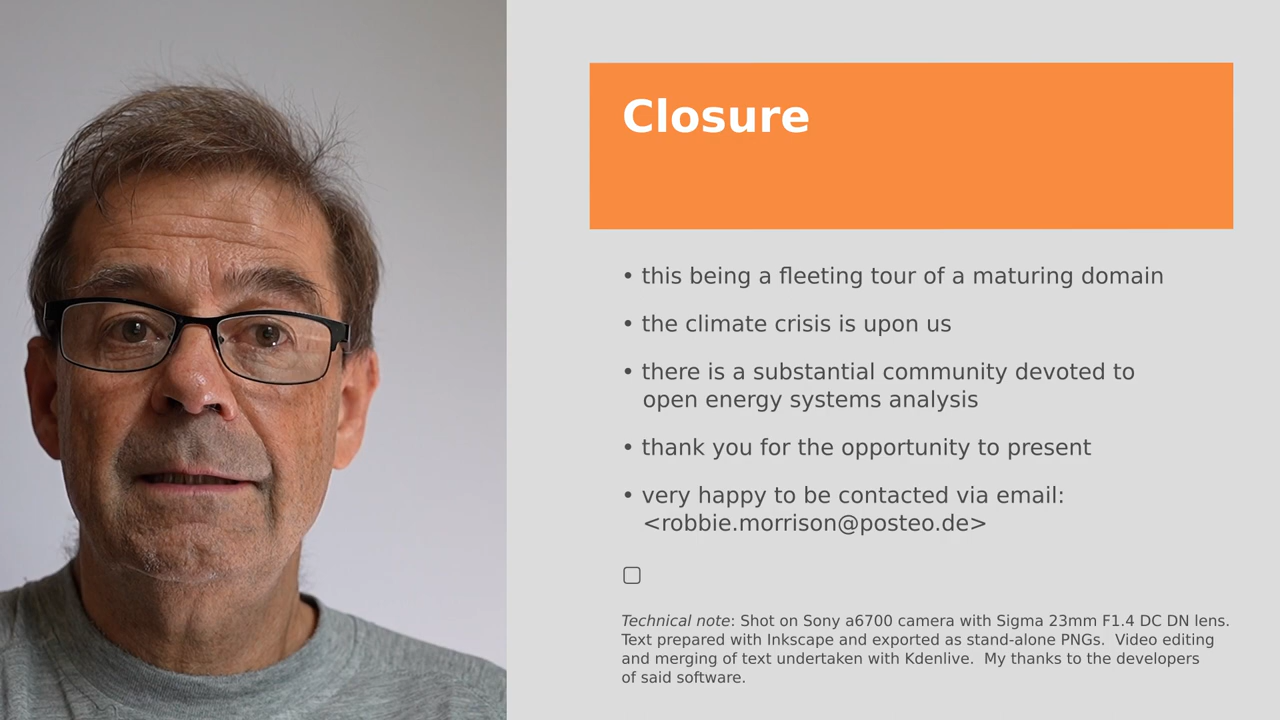 Closure
• this being a fleeting tour of a maturing domain
• the climate crisis is upon us
• there is a substantial community devoted to
open energy systems analysis
• thank you for the opportunity to present
• very happy to be contacted via email:
<robbie.morrison@posteo.de>
▢
Technical note: Shot on Sony a6700 camera with Sigma 23mm F1.4 DC DN lens.
Text prepared with Inkscape and exported as stand-alone PNGs.  Video editing
and merging of text undertaken with Kdenlive.  My thanks to the developers
of said software.